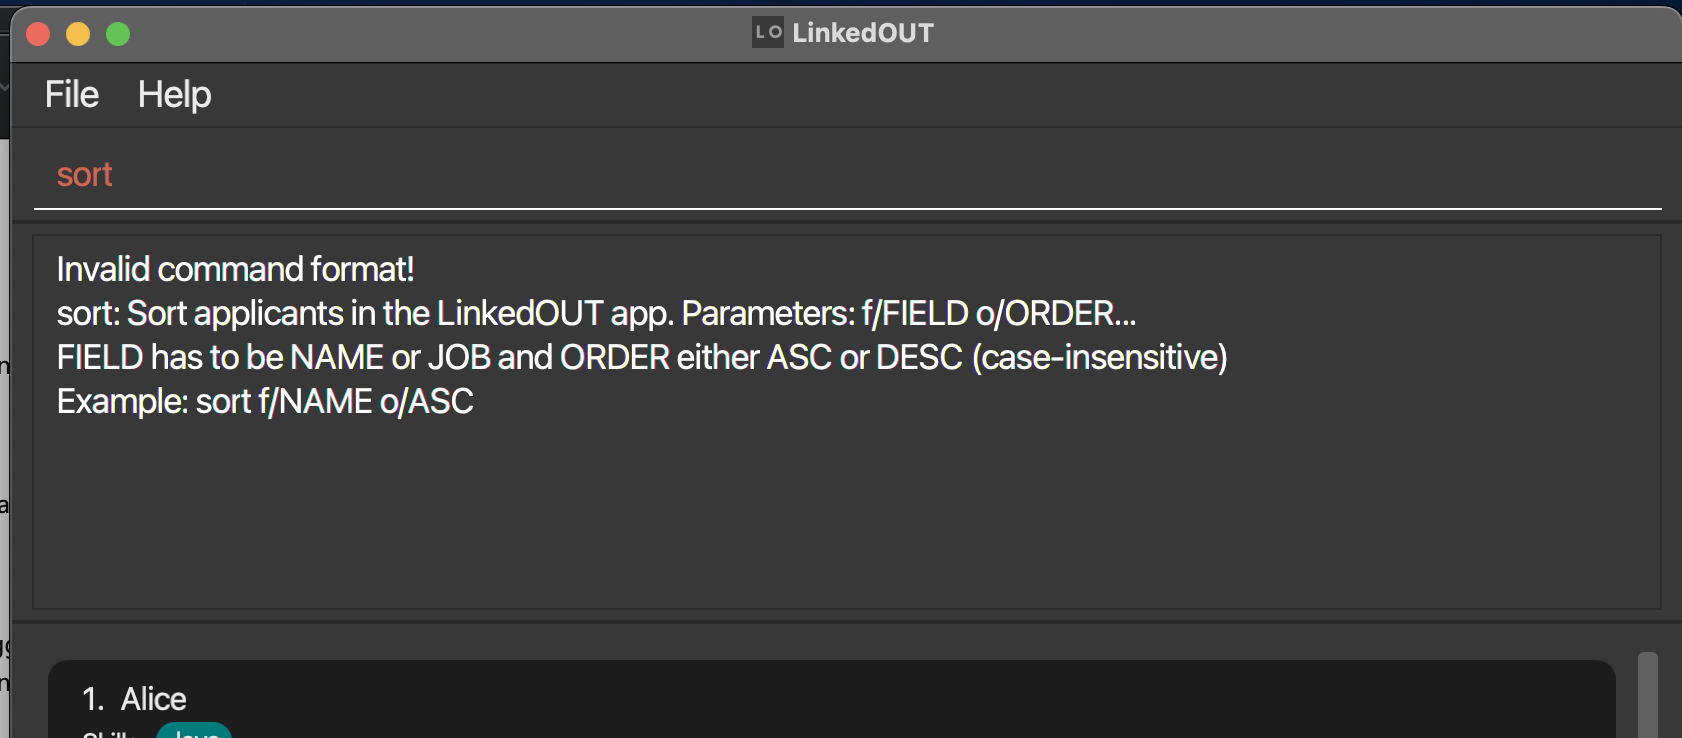 LO LinkedOUT
File Help
sort
Invalid command format!
sort: Sort applicants in the LinkedOUT app. Parameters: f/FIELD o/ORDER...
FIELD has to be NAME or JOB and ORDER either ASC or DESC (case-insensitive)
Example: sort f/NAME o/ASC
1. Alice